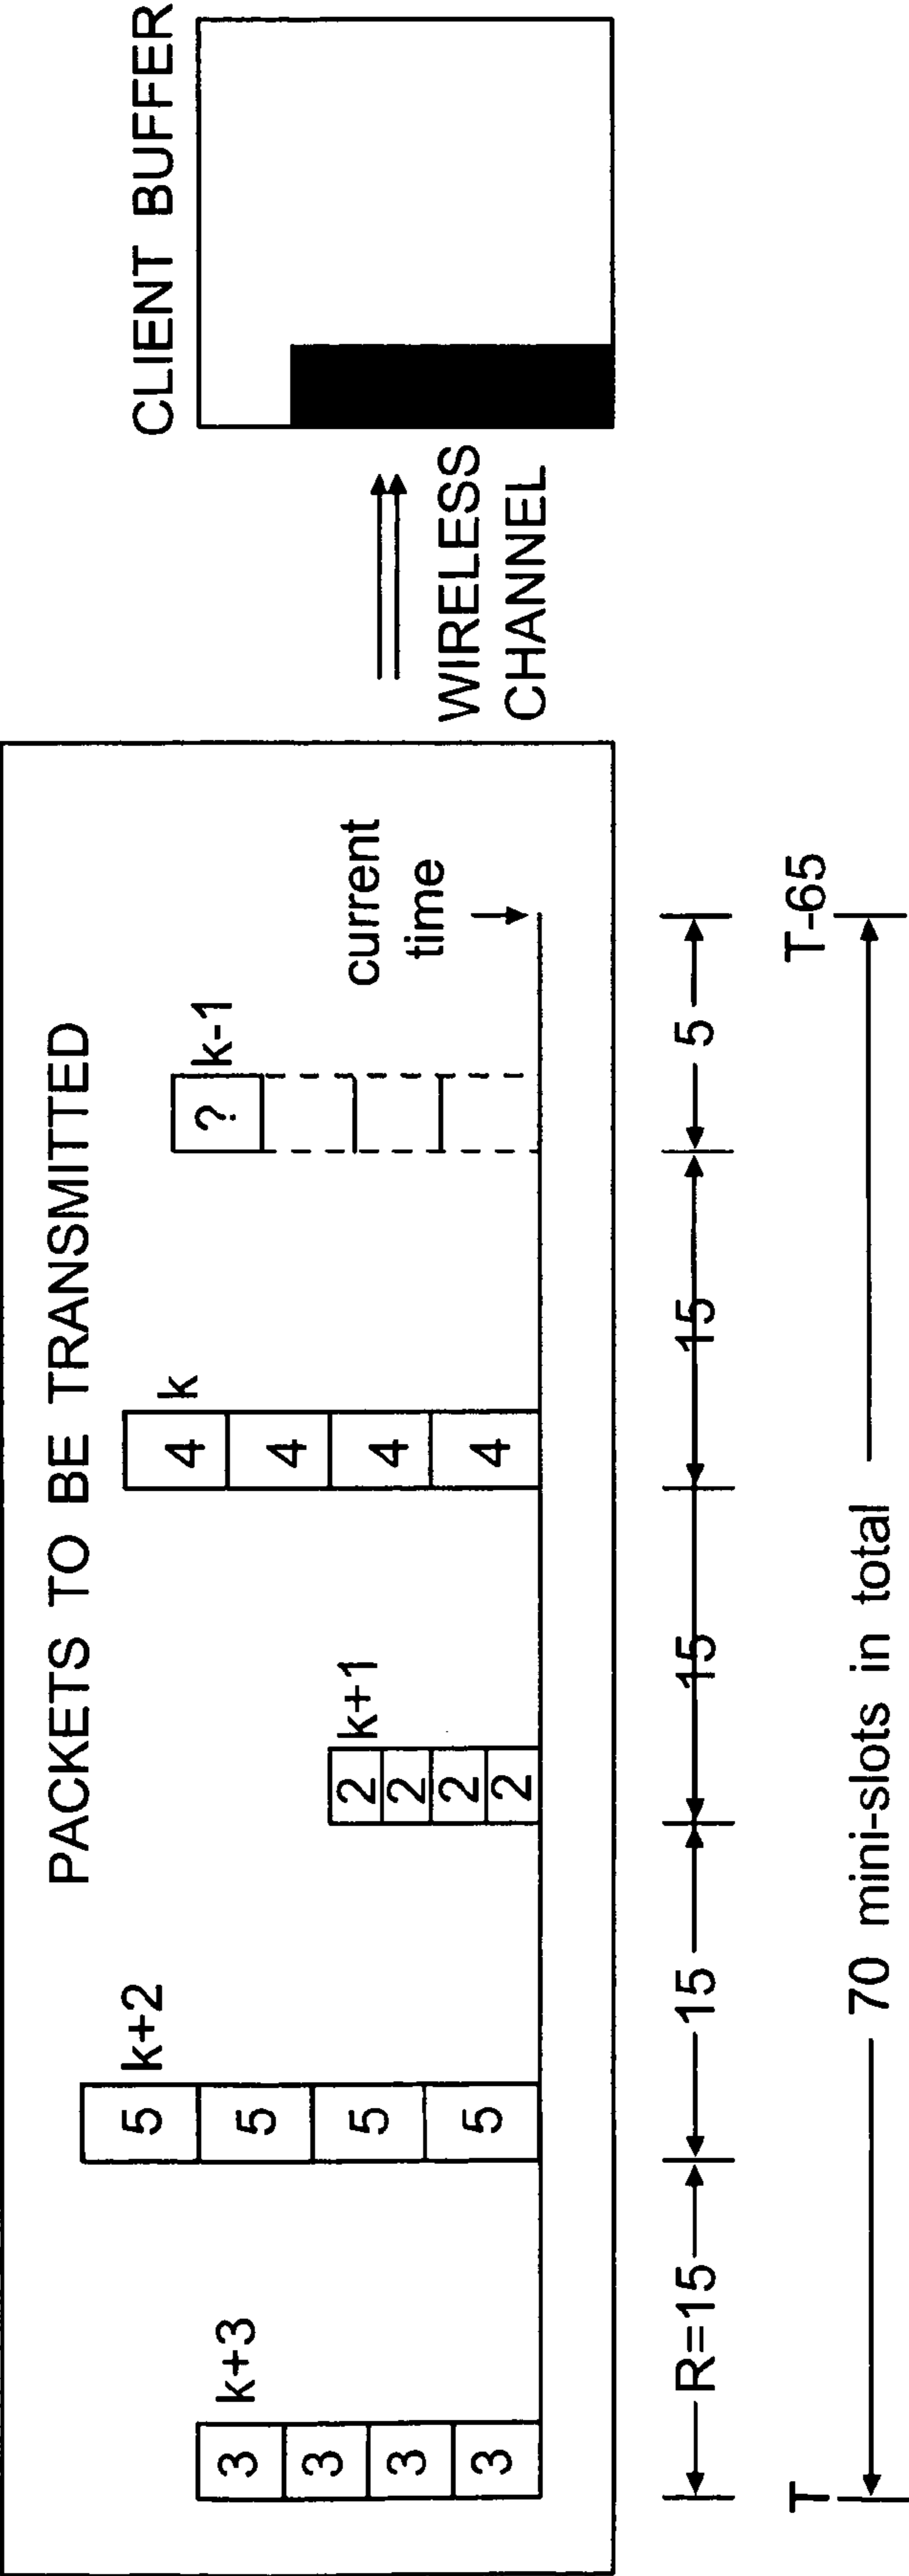 PACKETS TO BE TRANSMITTED
CLIENT BUFFER
k+3
3
3
3
3
k+2
5
5
5
5
k+1
2
2
2
2
k
4
4
4
4
k-1
?
current
time
WIRELESS
CHANNEL
R=15
15
15
15
5
T
T-65
70 mini-slots in total